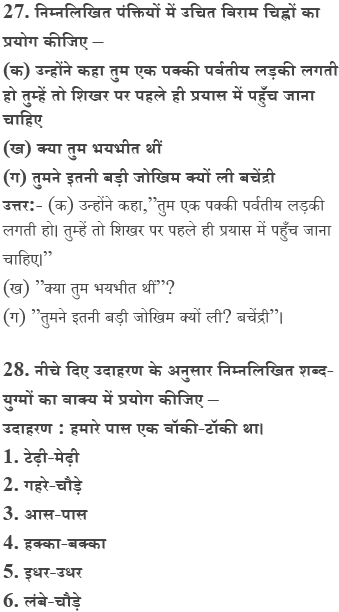 27. निम्नलिखित पंक्तियों में उचित विराम चिह्नों का
प्रयोग कीजिए –
(क) उन्होंने कहा तुम एक पक्की पर्वतीय लड़की लगती
हो तुम्हें तो शिखर पर पहले ही प्रयास में पहुँच जाना
चाहिए
(ख) क्या तुम भयभीत थीं
(ग) तुमने इतनी बड़ी जोखिम क्यों ली बचेंद्री
उत्तर:- (क) उन्होंने कहा,”तुम एक पक्की पर्वतीय लड़की
लगती हो। तुम्हें तो शिखर पर पहले ही प्रयास में पहुँच जाना
चाहिए।”
(ख) ”क्या तुम भयभीत थीं”?
(ग) ”तुमने इतनी बड़ी जोखिम क्यों ली? बचेंद्री”।
28. नीचे दिए उदाहरण के अनुसार निम्नलिखित शब्द-
युग्मों का वाक्य में प्रयोग कीजिए –
उदाहरण : हमारे पास एक वॉकी-टॉकी था।
1. टेढ़ी-मेढ़ी
2. गहरे-चौड़े
3. आस-पास
4. हक्का-बक्का
5. इधर-उधर
6. लंबे-चौड़े